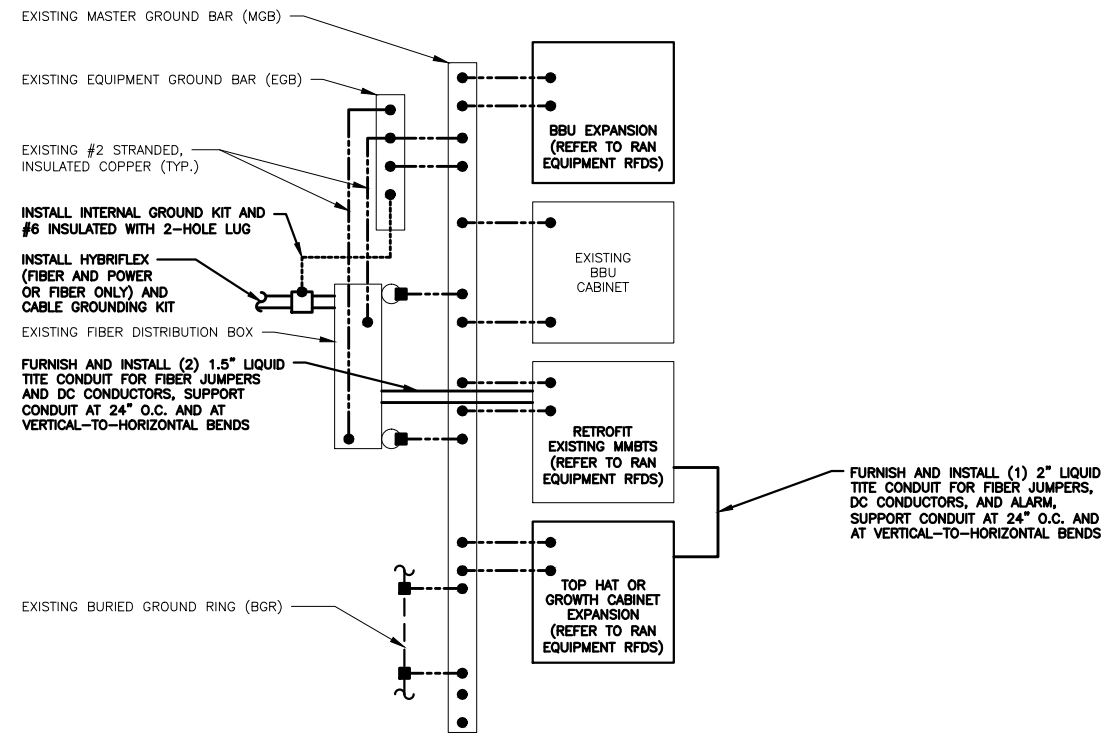 EXISTING MASTER GROUND BAR (MGB)
EXISTING EQUIPMENT GROUND BAR (EGB)
EXISTING #2 STRANDED,
INSULATED COPPER (TYP.)
INSTALL INTERNAL GROUND KIT AND
#6 INSULATED WITH 2-HOLE LUG
INSTALL HYBRIFLEX
(FIBER AND POWER
OR FIBER ONLY) AND
CABLE GROUNDING KIT
EXISTING FIBER DISTRIBUTION BOX
FURNISH AND INSTALL (2) 1.5" LIQUID
TITE CONDUIT FOR FIBER JUMPERS
AND DC CONDUCTORS, SUPPORT
CONDUIT AT 24" O.C. AND AT
VERTICAL-TO-HORIZONTAL BENDS
EXISTING BURIED GROUND RING (BGR)
BBU EXPANSION
(REFER TO RAN
EQUIPMENT RFDS)
EXISTING
BBU
CABINET
RETROFIT
EXISTING MMBTS
(REFER TO RAN
EQUIPMENT RFDS)
TOP HAT OR
GROWTH CABINET
EXPANSION
(REFER TO RAN
EQUIPMENT RFDS)
FURNISH AND INSTALL (1) 2" LIQUID
TITE CONDUIT FOR FIBER JUMPERS,
DC CONDUCTORS, AND ALARM,
SUPPORT CONDUIT AT 24" O.C. AND
AT VERTICAL-TO-HORIZONTAL BENDS